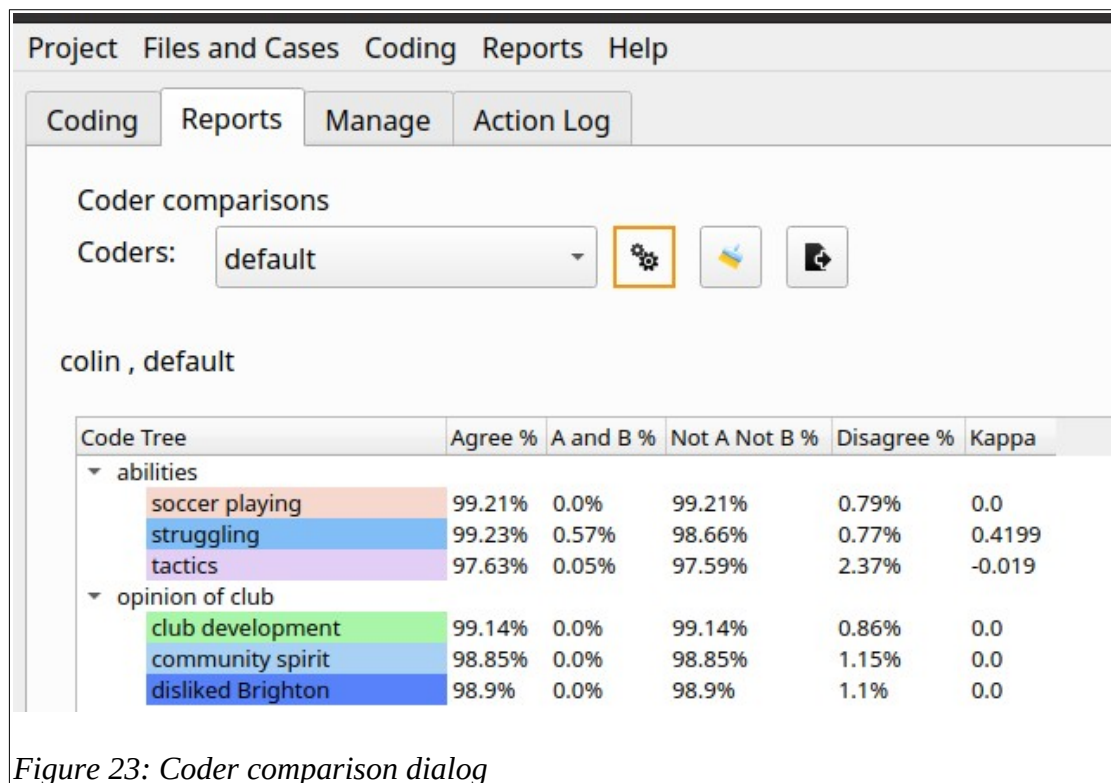 Project Files and Cases Coding Reports Help
Coding Reports Manage Action Log
Coder comparisons
Coders: default
colin , default
Code Tree Agree % A and B % Not A Not B % Disagree % Kappa
abilities
soccer playing 99.21% 0.0% 99.21% 0.79% 0.0
struggling 99.23% 0.57% 98.66% 0.77% 0.4199
tactics 97.63% 0.05% 97.59% 2.37% -0.019
opinion of club
club development 99.14% 0.0% 99.14% 0.86% 0.0
community spirit 98.85% 0.0% 98.85% 1.15% 0.0
disliked Brighton 98.9% 0.0% 98.9% 1.1% 0.0
Figure 23: Coder comparison dialog